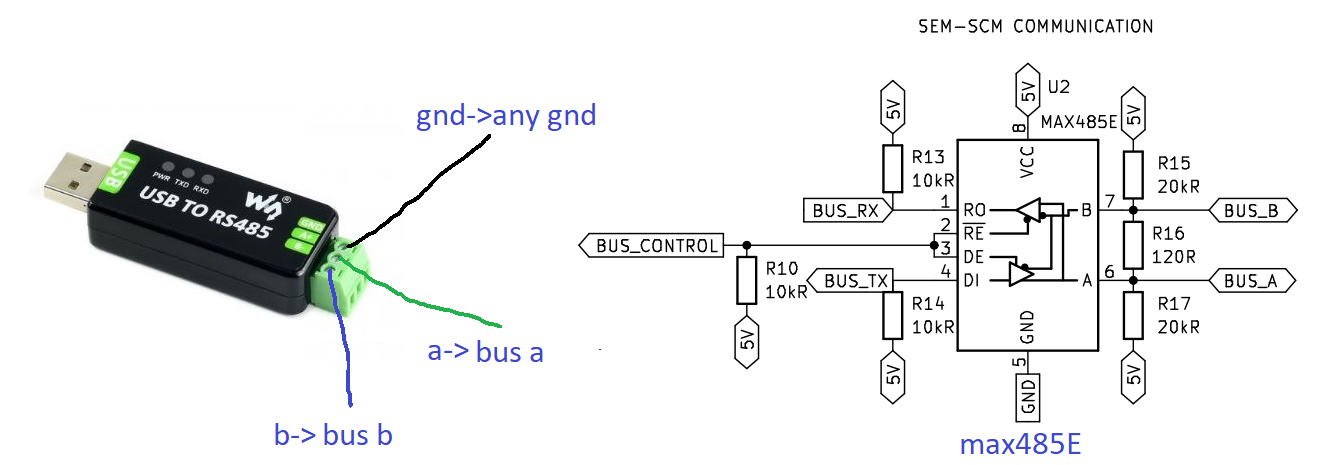 SEM-SCM COMMUNICATION
gnd->any gnd
USB
PWR TXD RXD
USB TO RS485
GND
A+
B-
a-> bus a
b-> bus b
5V
5V
U2
MAX485E
5V
R13
10kR
8
VCC
R15
20kR
BUS_RX
1
RO
B
7
BUS_B
2
RE
R16
120R
BUS_CONTROL
3
DE
R10
10kR
BUS_TX
4
DI
A
6
BUS_A
R14
10kR
GND
R17
20kR
5V
5
5V
5V
GND
max485E